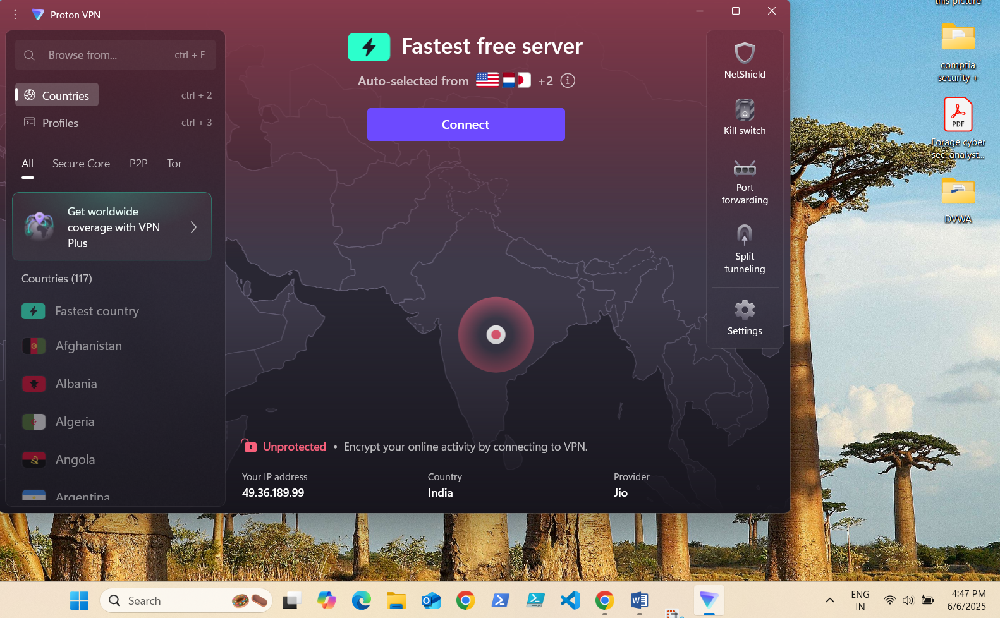 Proton VPN
Browse from...
ctrl + F
Countries
ctrl + 2
Profiles
ctrl + 3
All
Secure Core
P2P
Tor
Get worldwide
coverage with VPN
Plus
Countries (117)
Fastest country
Afghanistan
Albania
Algeria
Angola
Argentina
Fastest free server
Auto-selected from
+2
Connect
Unprotected • Encrypt your online activity by connecting to VPN.
Your IP address
49.36.189.99
Country
India
Provider
Jio
NetShield
Kill switch
Port
forwarding
Split
tunneling
Settings
this picture
comptia
security +
PDF
Forage cyber
sec. analyst...
DVWA
Search
ENG
IN
4:47 PM
6/6/2025